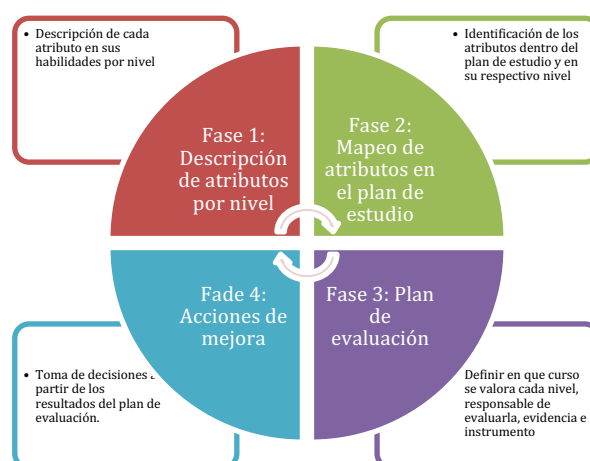 • Descripción de cada
atributo en sus
habilidades por nivel
• Identificación de los
atributos dentro del
plan de estudio y en
su respectivo nivel
Fase 1:
Descripción
de atributos
por nivel
Fase 2:
Mapeo de
atributos en
el plan de
estudio
Fade 4:
Acciones de
mejora
Fase 3: Plan
de
evaluación
• Toma de decisiones
partir de los
resultados del plan de
evaluación.
Definir en que curso
se valora cada nivel,
responsable de
evaluarla, evidencia e
instrumento